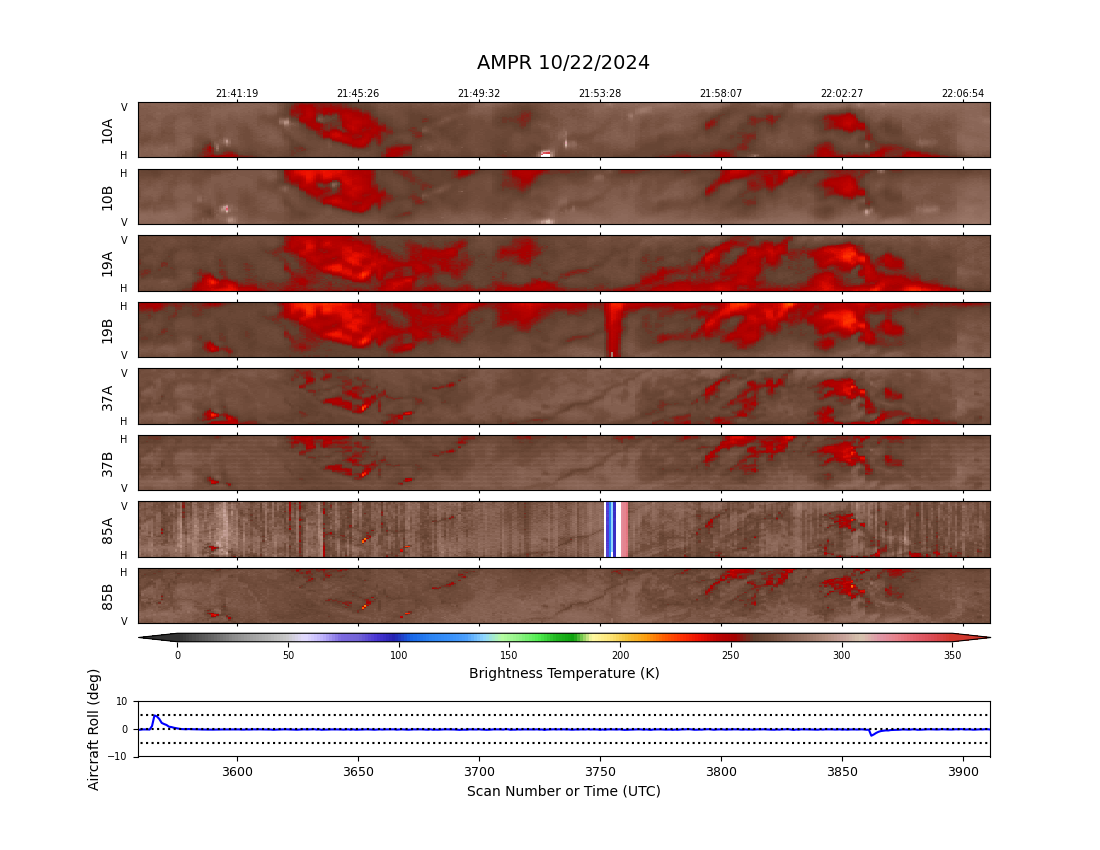 AMPR 10/22/2024
21:41:19 21:45:26 21:49:32 21:53:28 21:58:07 22:02:27 22:06:54
V
10A
H
H
10B
V
V
19A
H
H
19B
V
V
37A
H
H
37B
V
V
85A
H
H
85B
V
0 50 100 150 200 250 300 350
Brightness Temperature (K)
Aircraft Roll (deg)
10
0
−10
3600 3650 3700 3750 3800 3850 3900
Scan Number or Time (UTC)